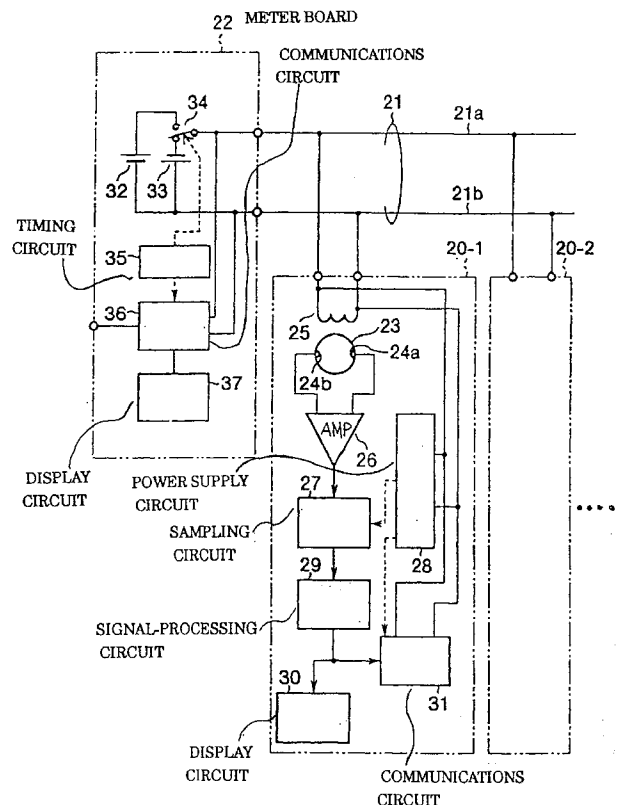 22 METER BOARD
COMMUNICATIONS
CIRCUIT
34
21
21a
32
33
21b
TIMING
CIRCUIT
35
20-1
20-2
36
25
23
24a
24b
37
AMP
26
DISPLAY
CIRCUIT
POWER SUPPLY
CIRCUIT
27
SAMPLING
CIRCUIT
28
29
SIGNAL-PROCESSING
CIRCUIT
30
31
DISPLAY
CIRCUIT
COMMUNICATIONS
CIRCUIT